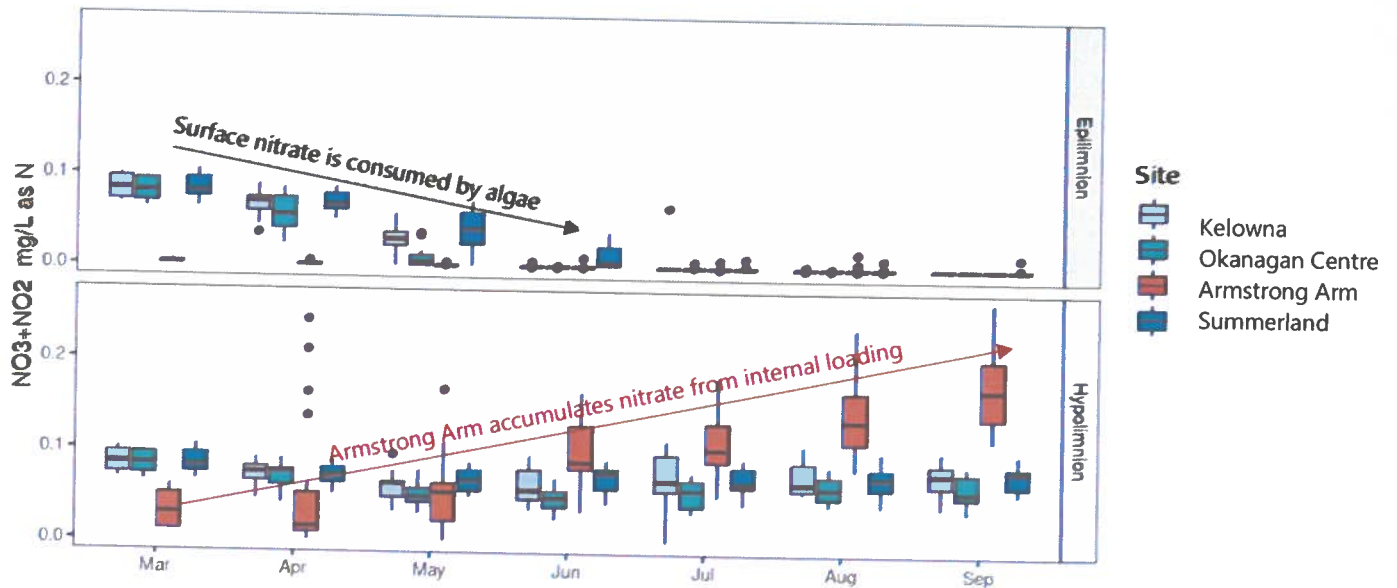 NO3+NO2 mg/L as N
0.2
0.1
0.0
Surface nitrate is consumed by algae
Epilimnion
0.2
0.1
0.0
Armstrong Arm accumulates nitrate from internal loading
Hypolimnion
Mar Apr May Jun Jul Aug Sep
Site
Kelowna
Okanagan Centre
Armstrong Arm
Summerland